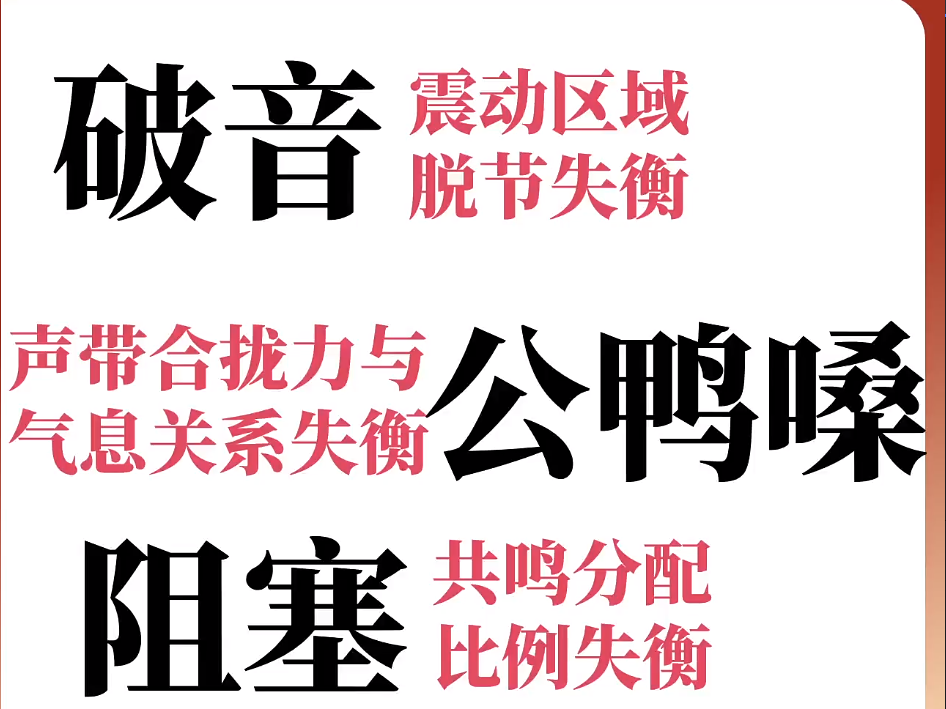 破音
震动区域
脱节失衡
声带合拢力与
气息关系失衡
公鸭嗓
阻塞
共鸣分配
比例失衡